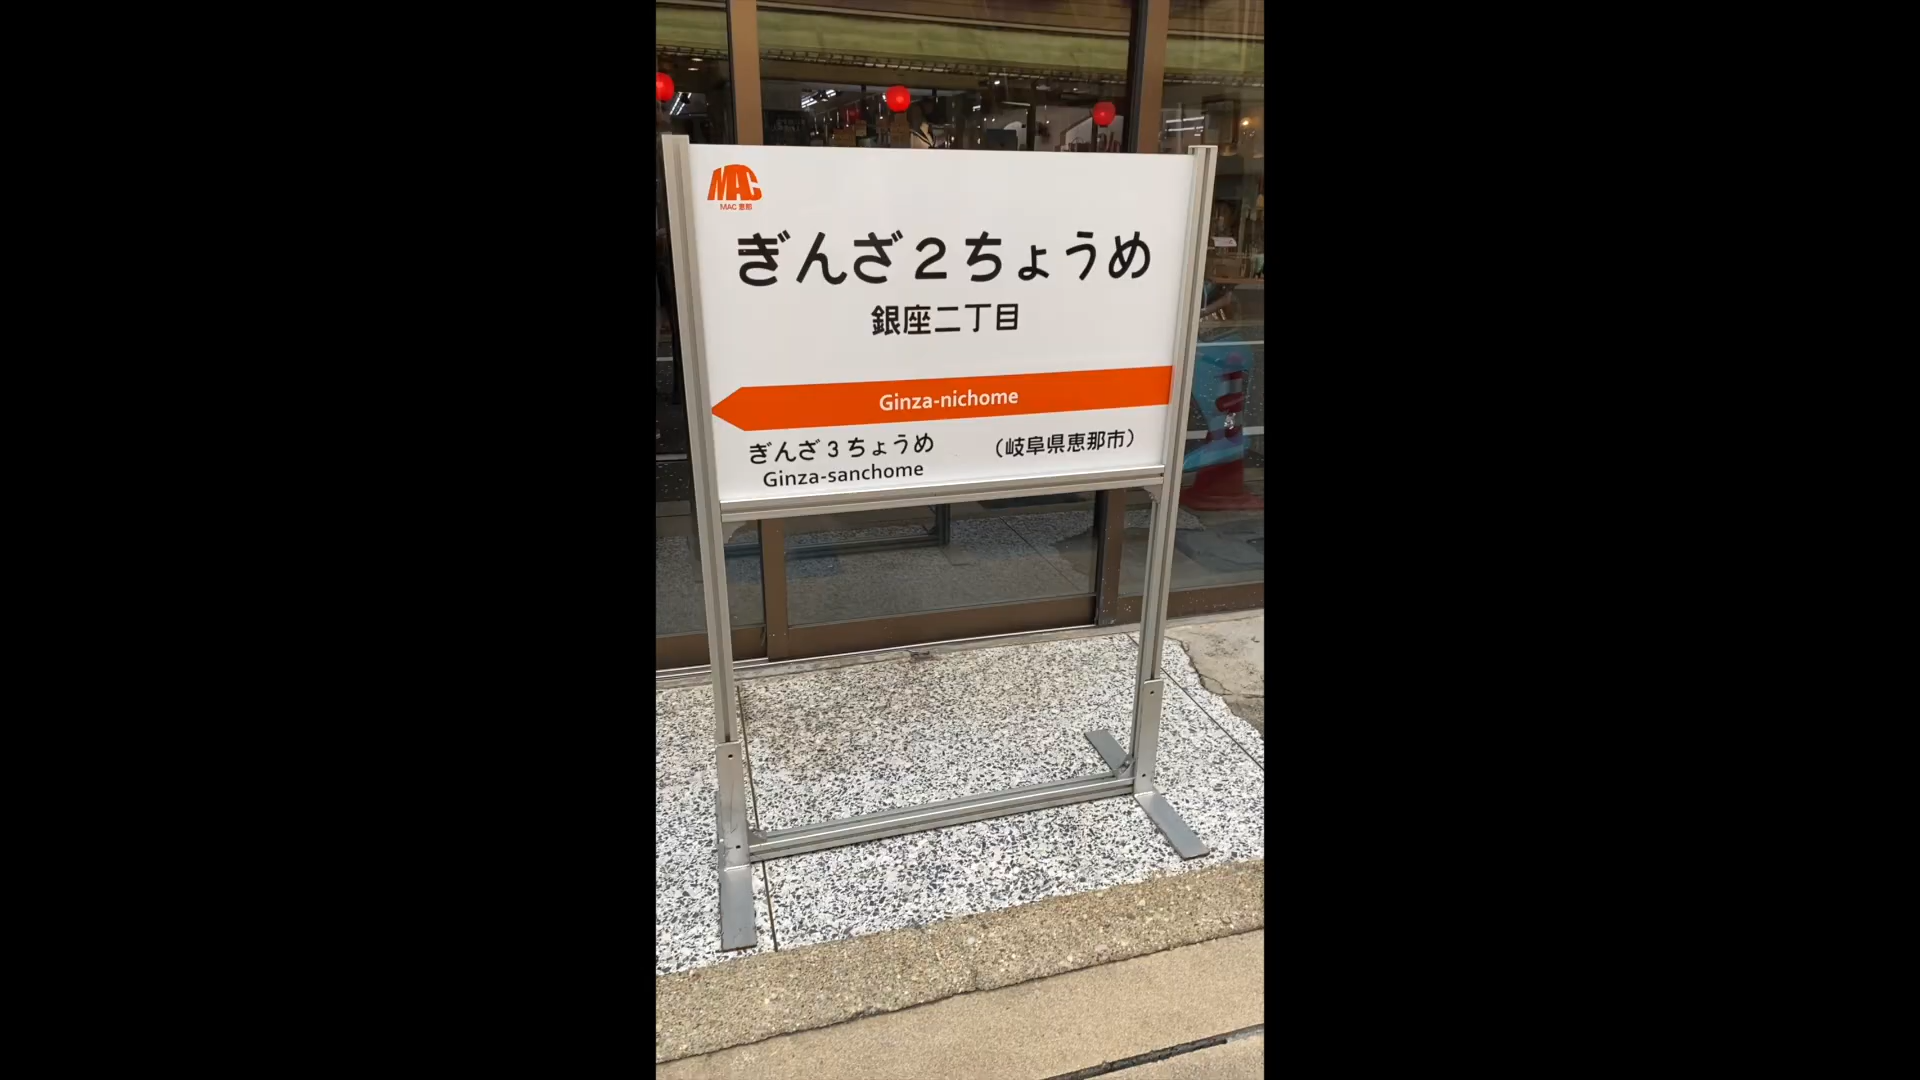 MAC
MAC 恵那
ぎんざ２ちょうめ
銀座二丁目
Ginza-nichome
ぎんざ３ちょうめ
Ginza-sanchome
（岐阜県恵那市）